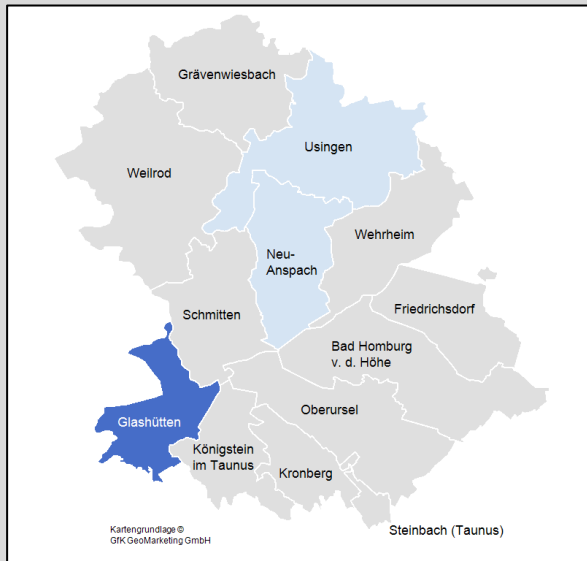 Grävenwiesbach
Usingen
Weilrod
Wehrheim
Neu-
Anspach
Friedrichsdorf
Schmitten
Bad Homburg
v. d. Höhe
Oberursel
Glashütten
Königstein
im Taunus
Kronberg
Steinbach (Taunus)
Kartengrundlage ©
GfK GeoMarketing GmbH